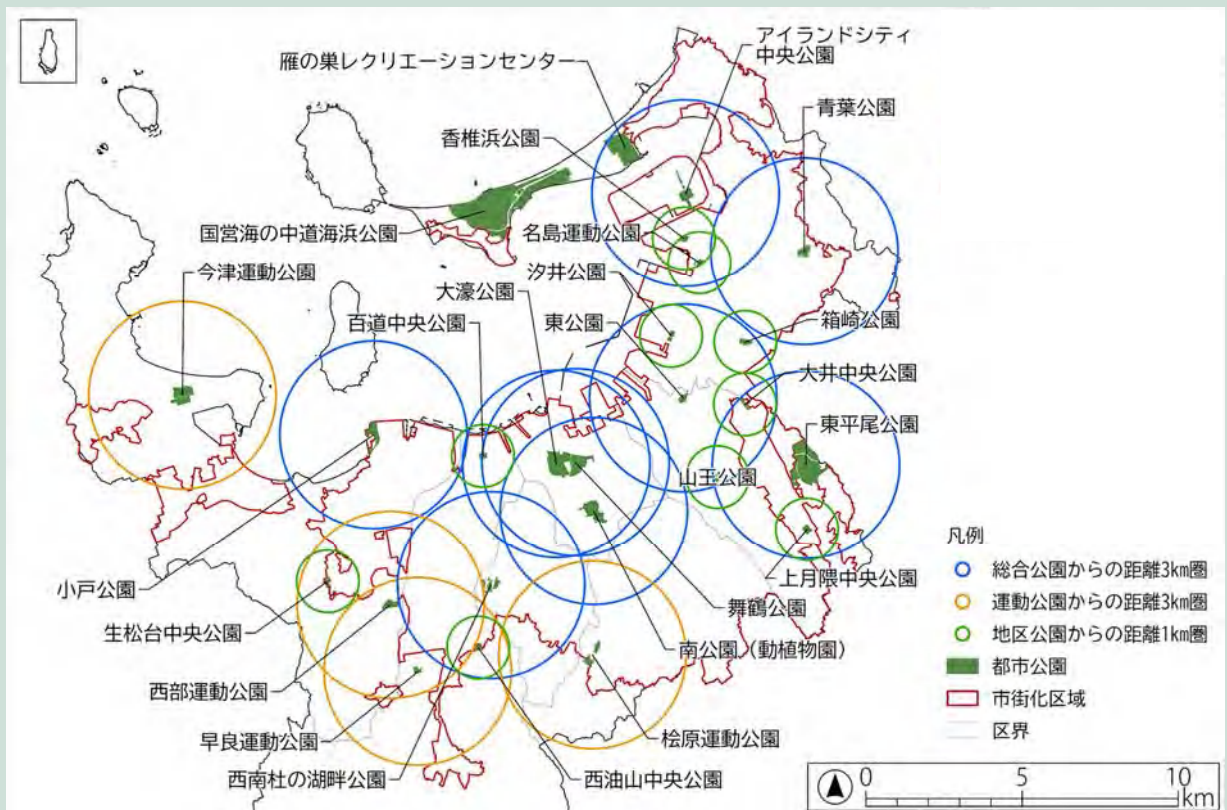 アイランドシティ
中央公園
雁の巣レクリエーションセンター
青葉公園
香椎浜公園
国営海の中道海浜公園
名島運動公園
今津運動公園
汐井公園
大濠公園
百道中央公園
東公園
箱崎公園
大井中央公園
東平尾公園
山王公園
凡例
総合公園からの距離3km圏
小戸公園
上月隈中央公園
運動公園からの距離3km圏
生松台中央公園
舞鶴公園
地区公園からの距離1km圏
南公園(動植物園)
都市公園
西部運動公園
市街化区域
早良運動公園
桧原運動公園
区界
西南杜の湖畔公園
西油山中央公園
0 5 10
km